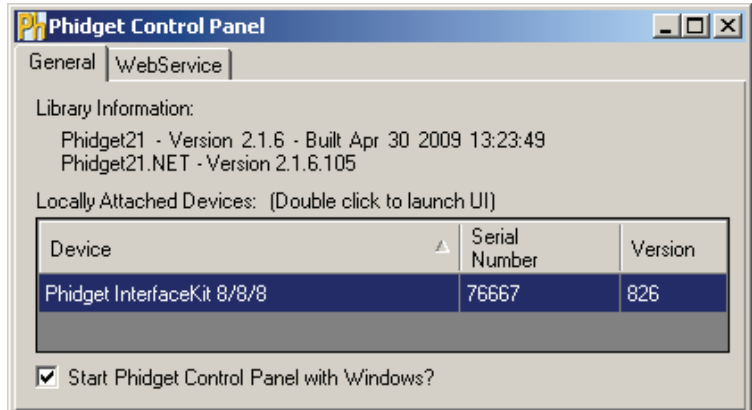 Ph Phidget Control Panel
General WebService
Library Information:
Phidget21 - Version 2.1.6 - Built Apr 30 2009 13:23:49
Phidget21.NET - Version 2.1.6.105
Locally Attached Devices: (Double click to launch UI)
Device Serial Number Version
Phidget InterfaceKit 8/8/8 76667 826
Start Phidget Control Panel with Windows?